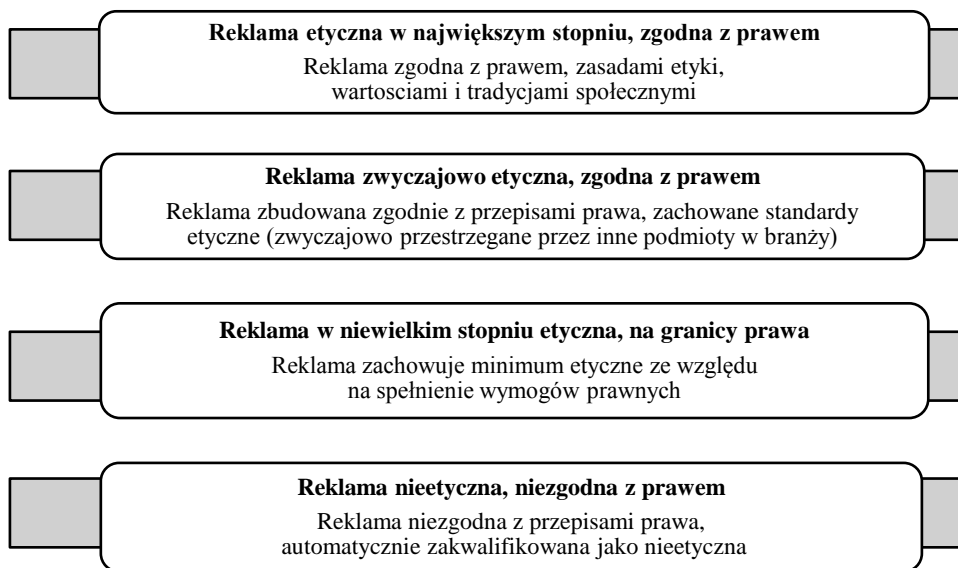 Reklama etyczna w największym stopniu, zgodna z prawem
Reklama zgodna z prawem, zasadami etyki,
wartosciami i tradycjami społecznymi
Reklama zwyczajowo etyczna, zgodna z prawem
Reklama zbudowana zgodnie z przepisami prawa, zachowane standardy
etyczne (zwyczajowo przestrzegane przez inne podmioty w branży)
Reklama w niewielkim stopniu etyczna, na granicy prawa
Reklama zachowuje minimum etyczne ze względu
na spełnienie wymogów prawnych
Reklama nieetyczna, niezgodna z prawem
Reklama niezgodna z przepisami prawa,
automatycznie zakwalifikowana jako nieetyczna